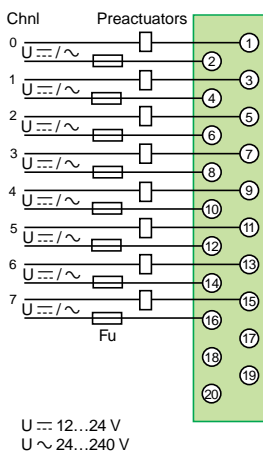 Chnl Preactuators
0 1
U ⎓ / ∼ 2
1 3
U ⎓ / ∼ 4
2 5
U ⎓ / ∼ 6
3 7
U ⎓ / ∼ 8
4 9
U ⎓ / ∼ 10
5 11
U ⎓ / ∼ 12
6 13
U ⎓ / ∼ 14
7 15
U ⎓ / ∼ 16
Fu 17
18
19
20
U ⎓ 12...24 V
U ∼ 24...240 V